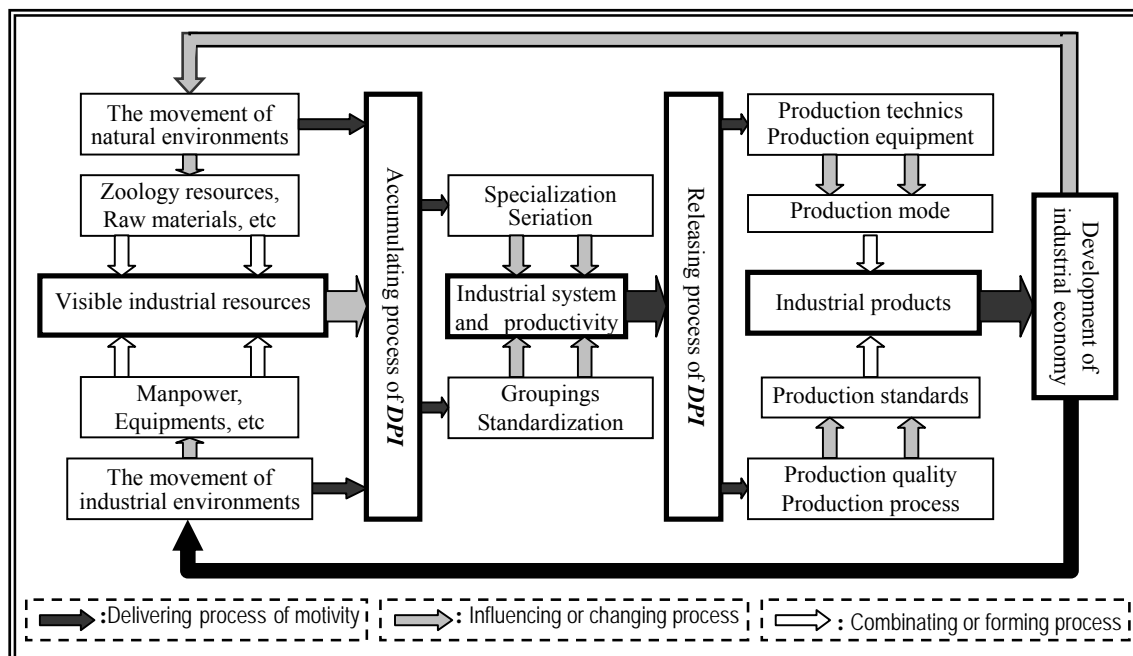 The movement of
natural environments
Zoology resources,
Raw materials, etc
Visible industrial resources
Manpower,
Equipments, etc
The movement of
industrial environments
Accumulating process of DPI
Specialization
Seriation
Industrial system
and productivity
Groupings
Standardization
Releasing process of DPI
Production technics
Production equipment
Production mode
Industrial products
Production standards
Production quality
Production process
Development of
industrial economy
:Delivering process of motivity
: Influencing or changing process
: Combinating or forming process